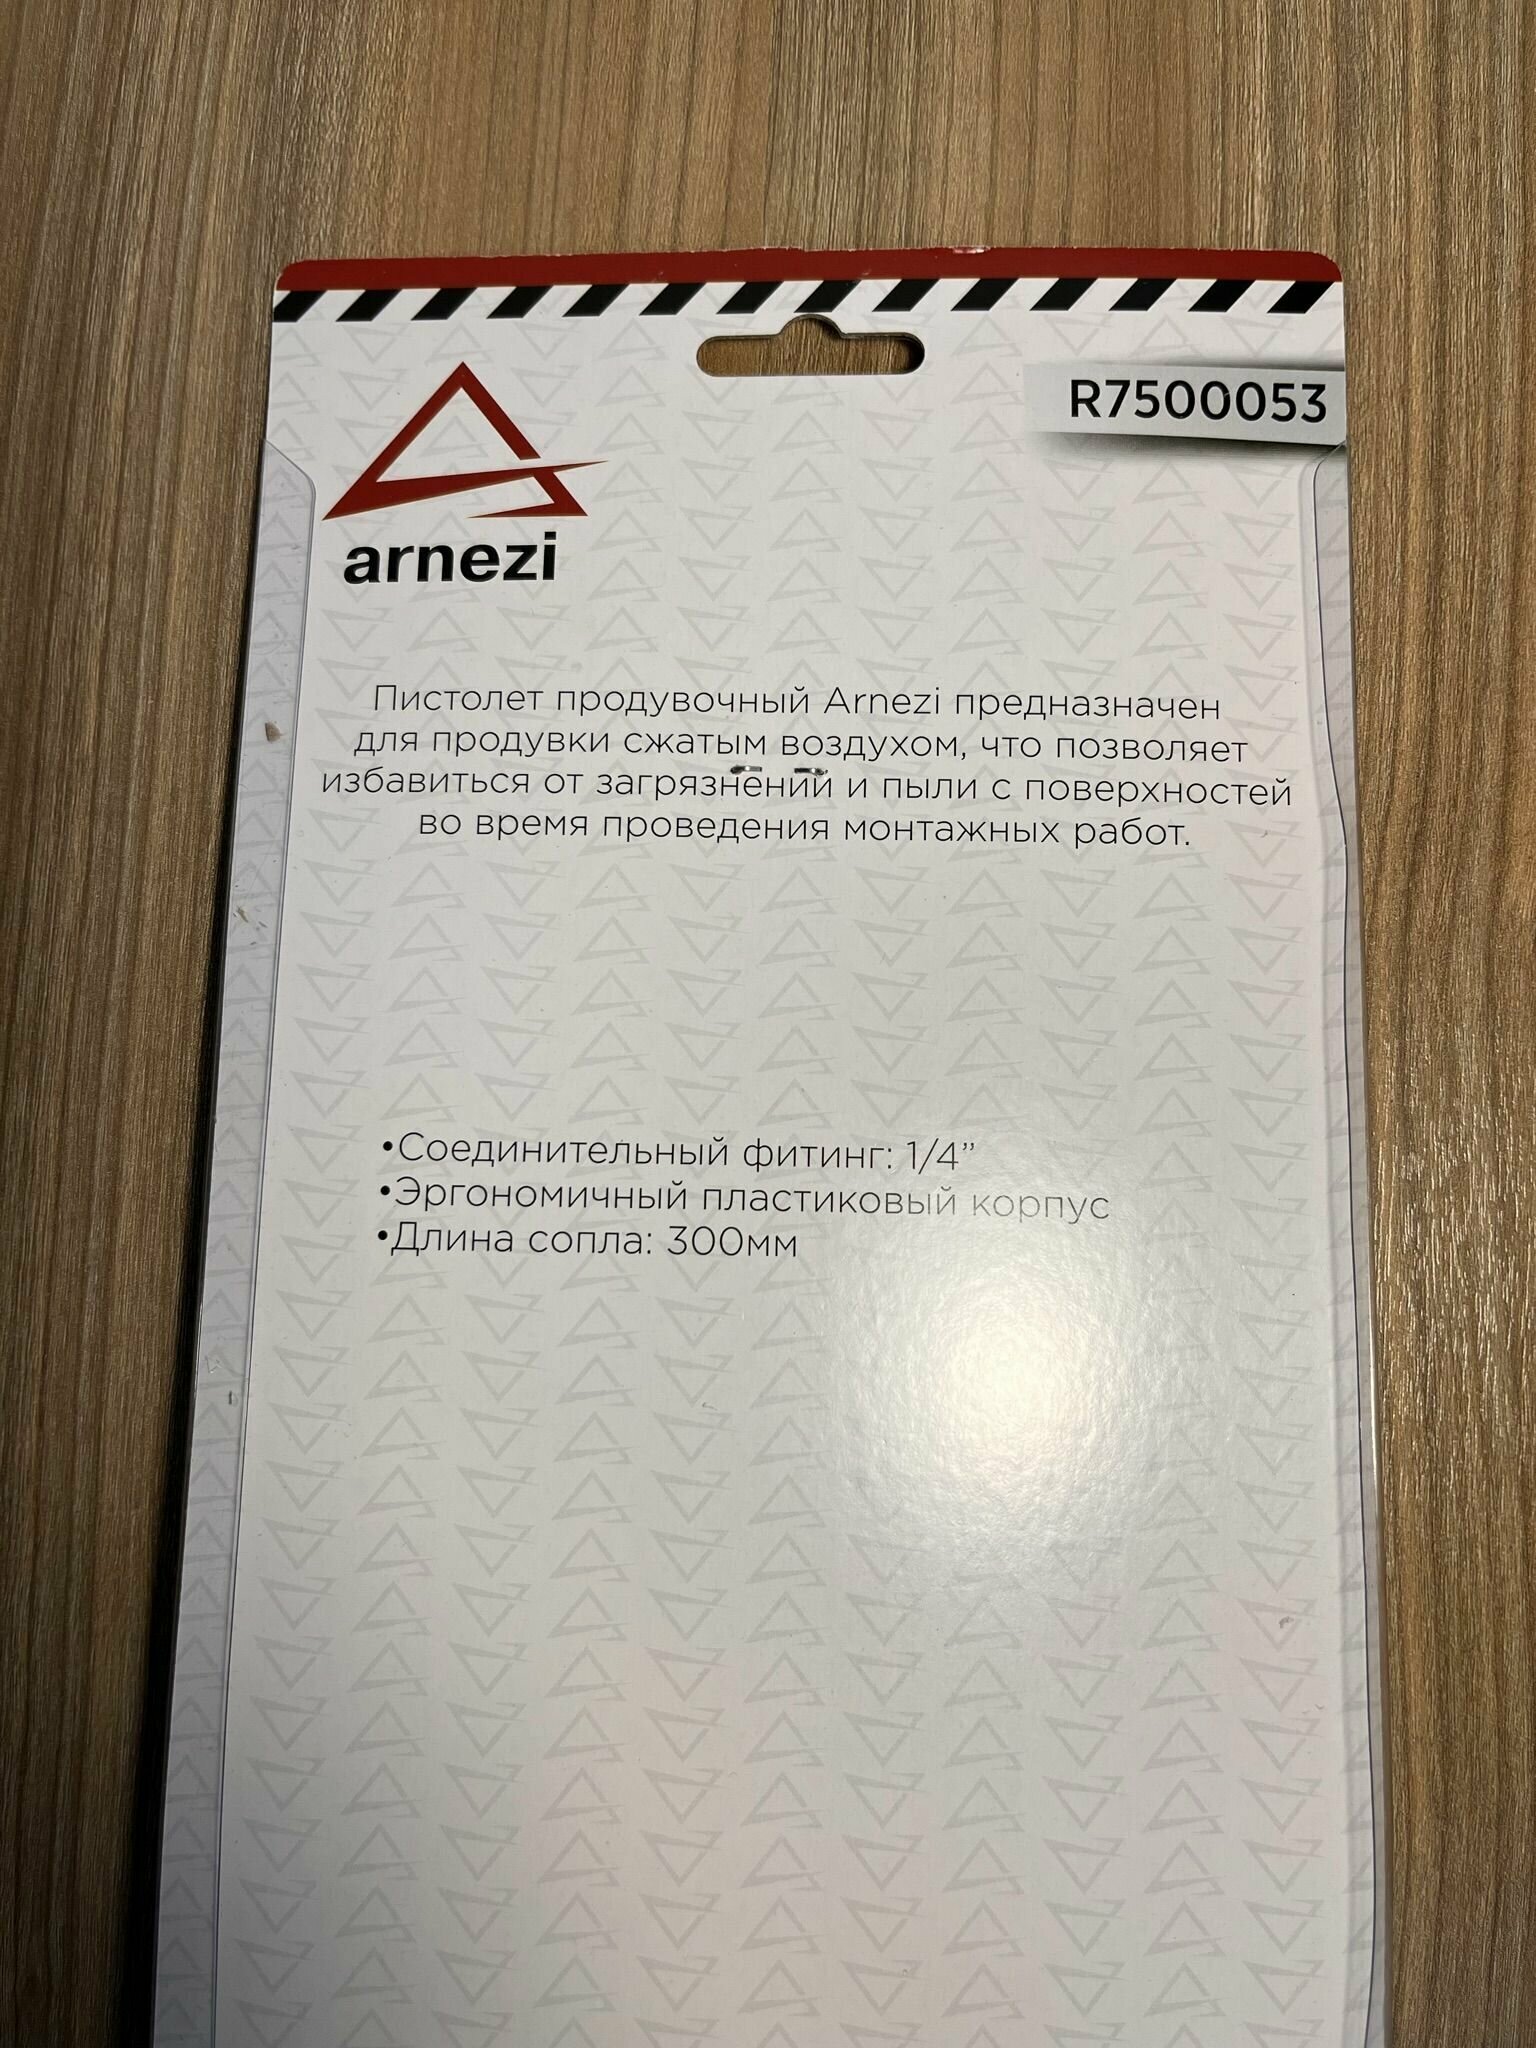 R7500053
arnezi
Пистолет продувочный Arnezi предназначен
для продувки сжатым воздухом, что позволяет
избавиться от загрязнений и пыли с поверхностей
во время проведения монтажных работ.
•Соединительный фитинг: 1/4”
•Эргономичный пластиковый корпус
•Длина сопла: 300мм